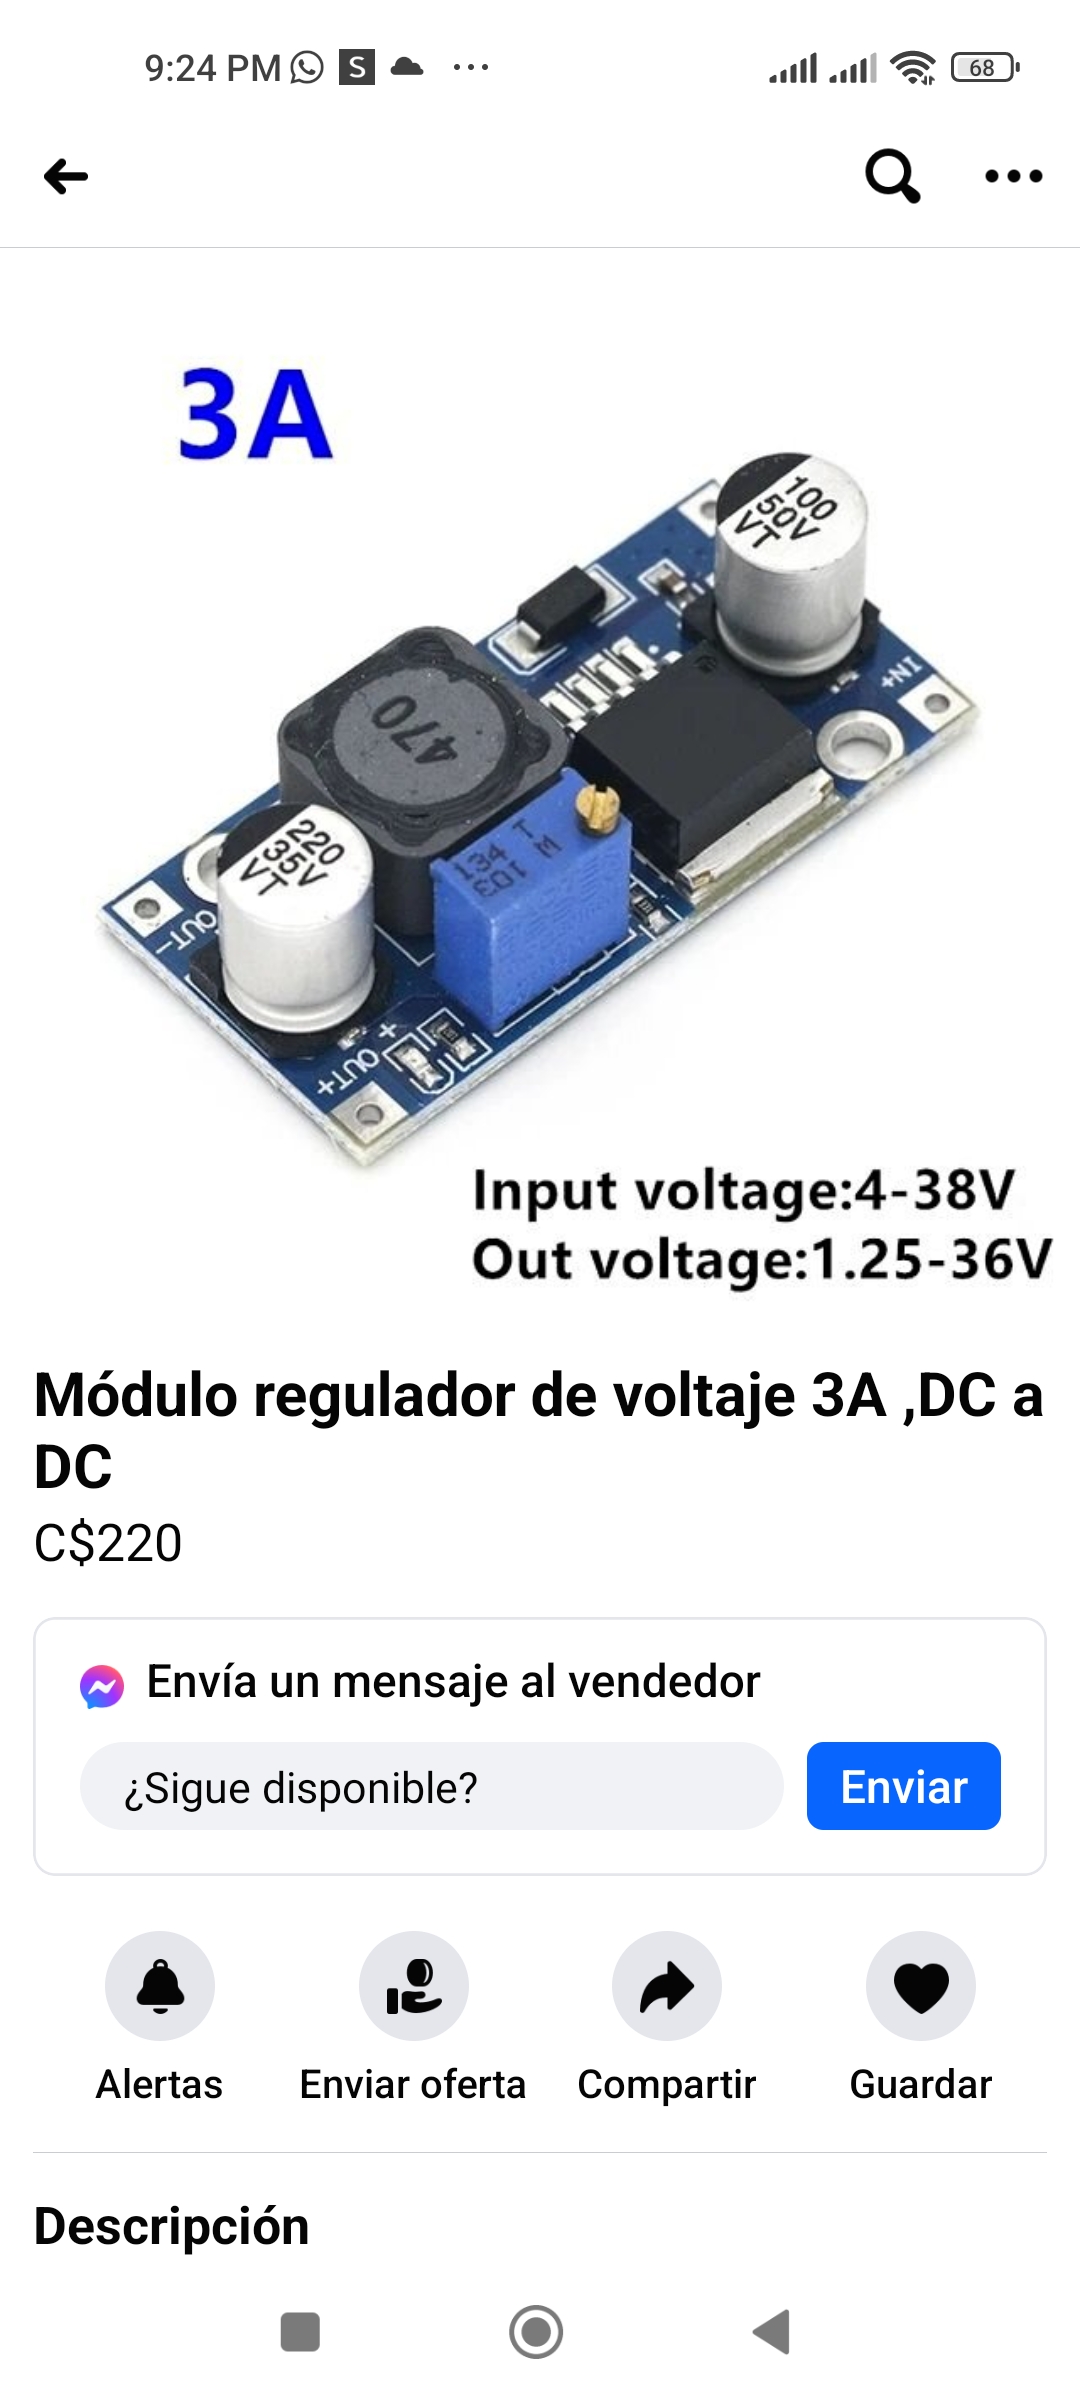 9:24 PM S ...
68
3A
100
50V
VT
IN+
470
T
134
W
103
220
35V
VT
OUT-
+
OUT+
Input voltage:4-38V
Out voltage:1.25-36V
Módulo regulador de voltaje 3A ,DC a
DC
C$220
Envía un mensaje al vendedor
¿Sigue disponible?
Enviar
Alertas
Enviar oferta
Compartir
Guardar
Descripción